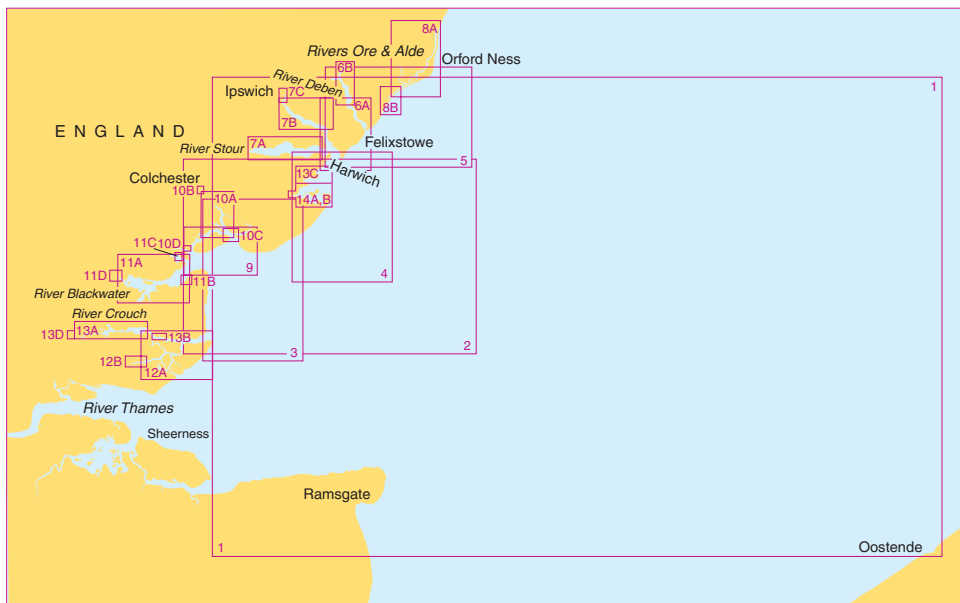 8A
Rivers Ore & Alde
Orford Ness
6B
River Deben
1
Ipswich
7C
6A
8B
7B
ENGLAND
Felixstowe
7A
River Stour
5
Harwich
13C
Colchester
10B
10A
14A,B
10C
11C
10D
11A
9
4
11D
11B
River Blackwater
River Crouch
13D
13A
13B
3
2
12B
12A
River Thames
Sheerness
Ramsgate
1
Oostende